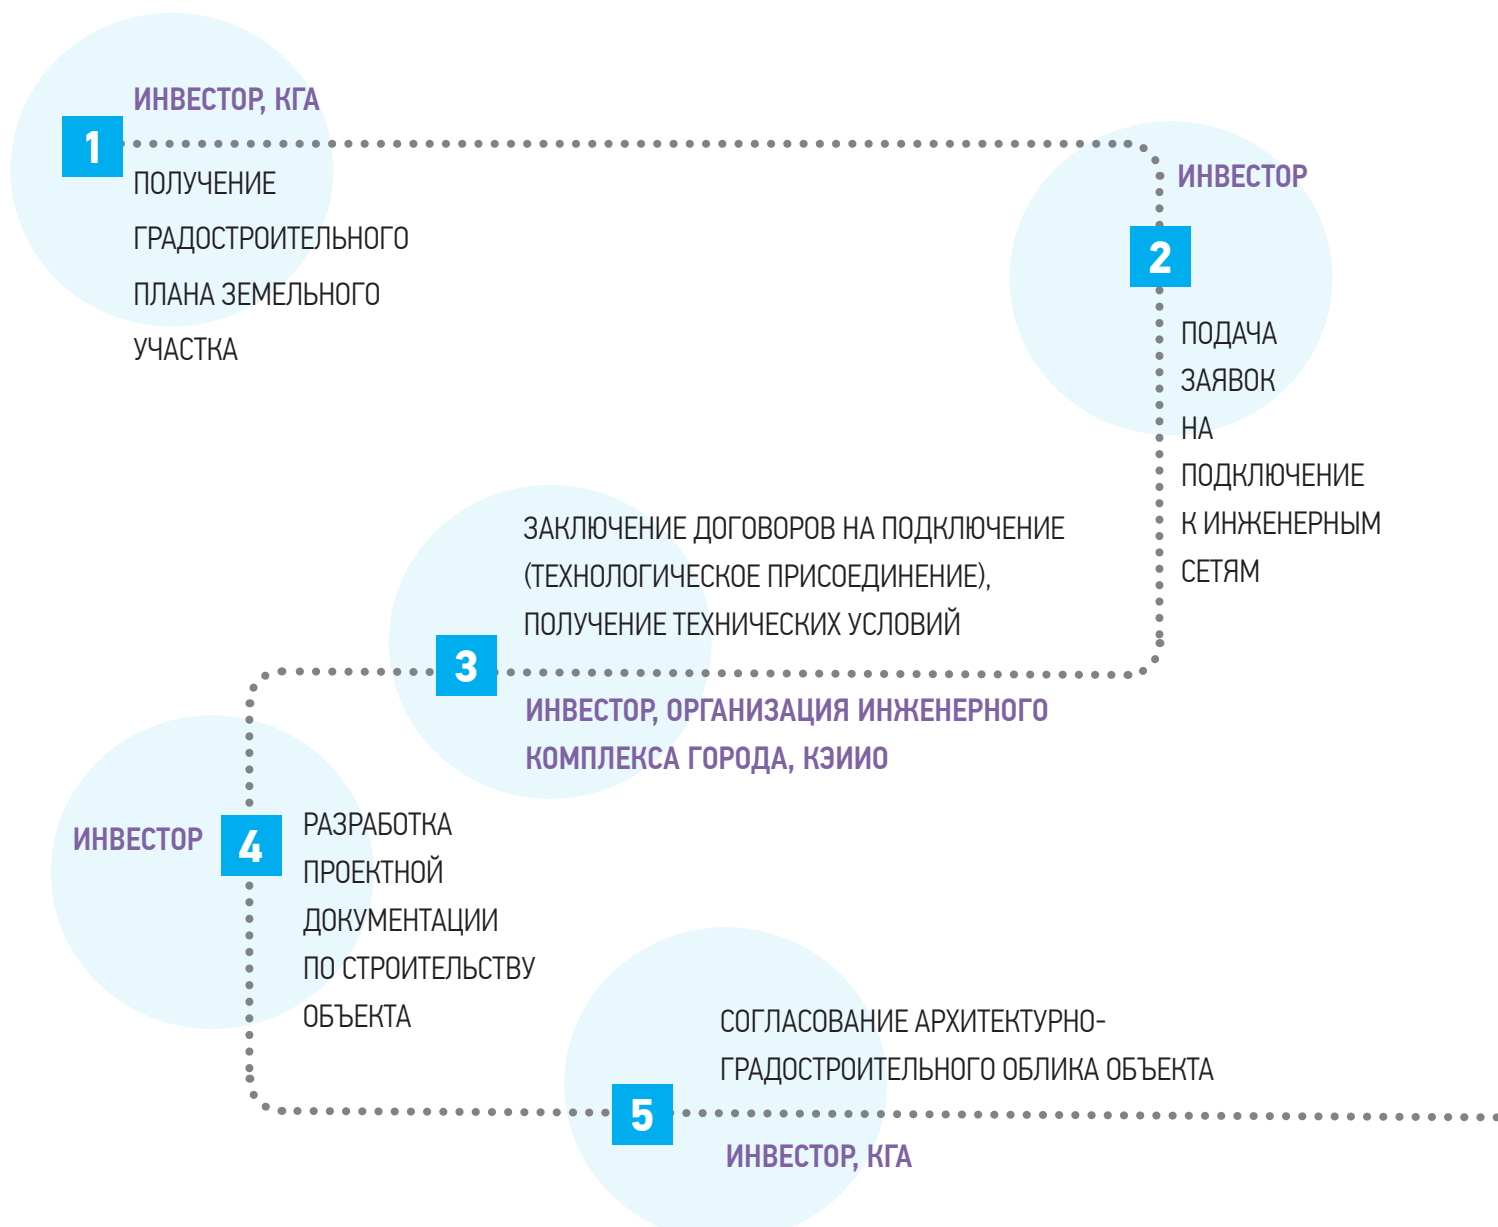 ИНВЕСТОР, КГА
1
ПОЛУЧЕНИЕ
ГРАДОСТРОИТЕЛЬНОГО
ПЛАНА ЗЕМЕЛЬНОГО
УЧАСТКА
ИНВЕСТОР
2
ПОДАЧА
ЗАЯВОК
НА
ПОДКЛЮЧЕНИЕ
К ИНЖЕНЕРНЫМ
СЕТЯМ
ЗАКЛЮЧЕНИЕ ДОГОВОРОВ НА ПОДКЛЮЧЕНИЕ
(ТЕХНОЛОГИЧЕСКОЕ ПРИСОЕДИНЕНИЕ),
ПОЛУЧЕНИЕ ТЕХНИЧЕСКИХ УСЛОВИЙ
3
ИНВЕСТОР, ОРГАНИЗАЦИЯ ИНЖЕНЕРНОГО
КОМПЛЕКСА ГОРОДА, КЭИИО
ИНВЕСТОР
4
РАЗРАБОТКА
ПРОЕКТНОЙ
ДОКУМЕНТАЦИИ
ПО СТРОИТЕЛЬСТВУ
ОБЪЕКТА
СОГЛАСОВАНИЕ АРХИТЕКТУРНО-
ГРАДОСТРОИТЕЛЬНОГО ОБЛИКА ОБЪЕКТА
5
ИНВЕСТОР, КГА